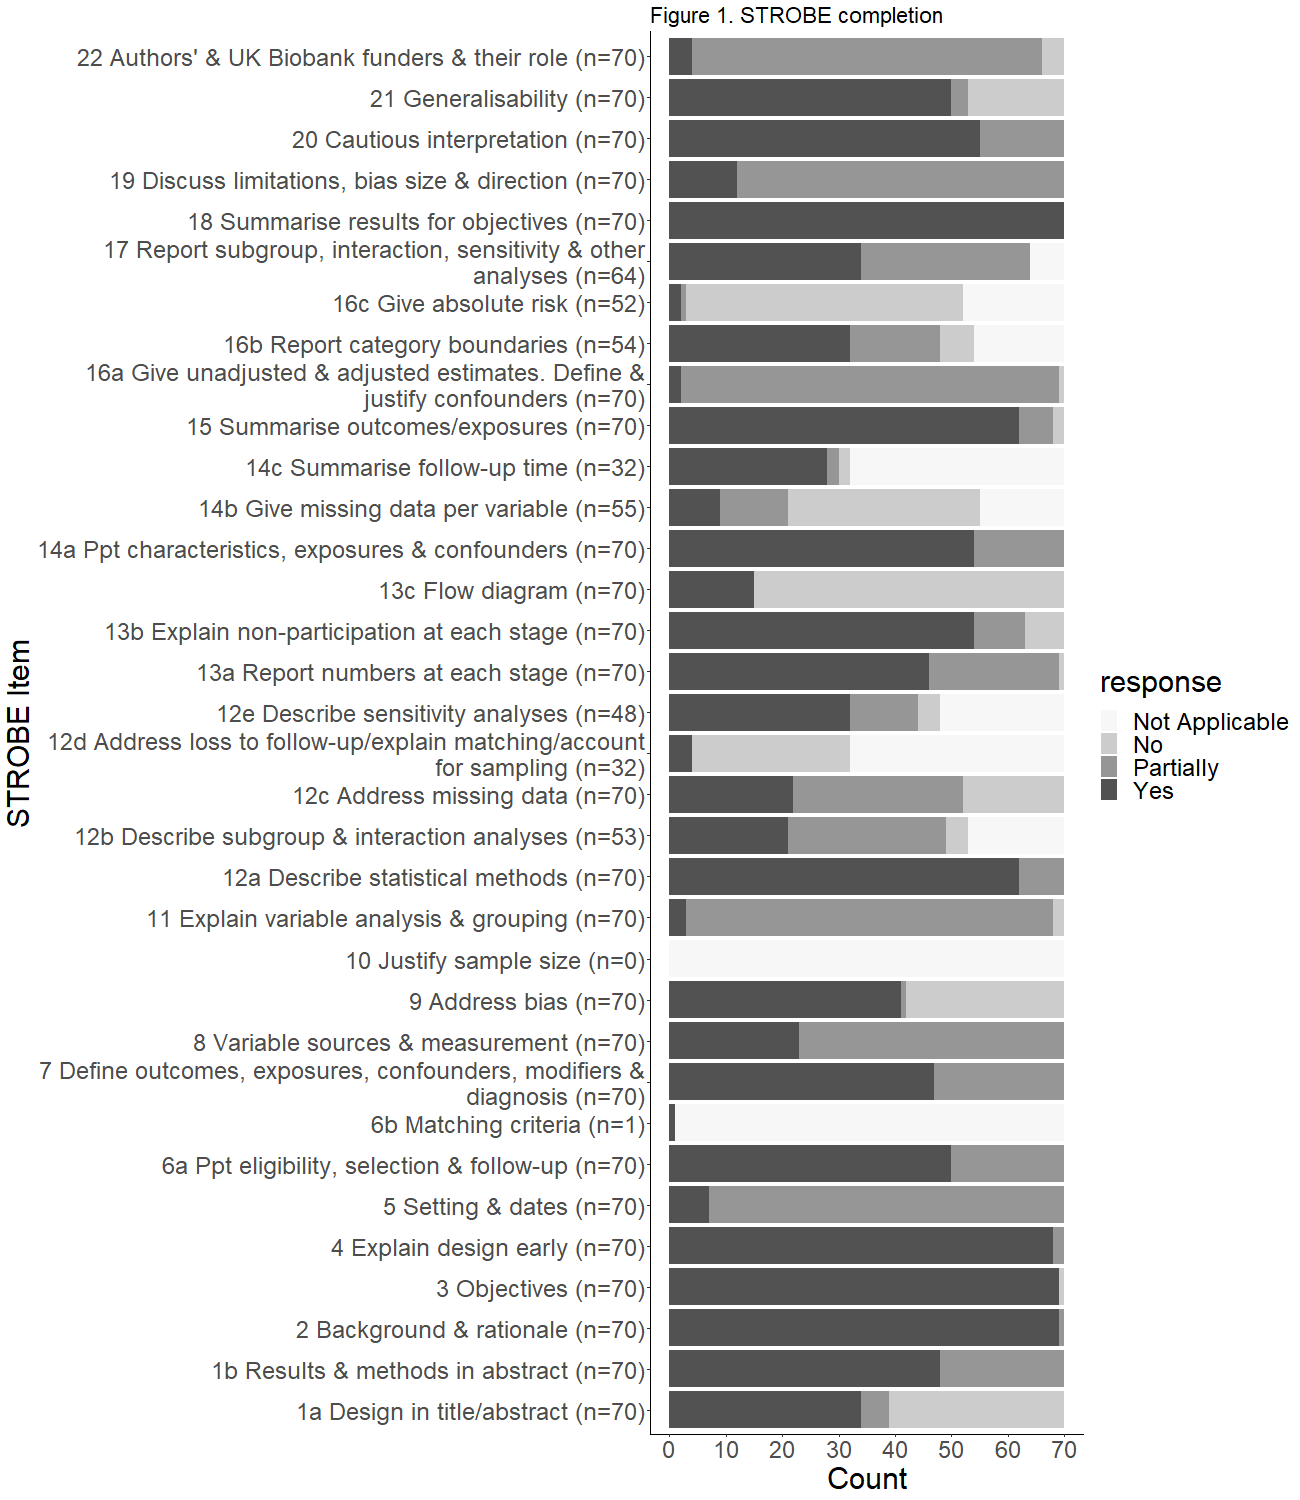 Figure 1. STROBE completion
22 Authors' & UK Biobank funders & their role (n=70)
21 Generalisability (n=70)
20 Cautious interpretation (n=70)
19 Discuss limitations, bias size & direction (n=70)
18 Summarise results for objectives (n=70)
17 Report subgroup, interaction, sensitivity & other
analyses (n=64)
16c Give absolute risk (n=52)
16b Report category boundaries (n=54)
16a Give unadjusted & adjusted estimates. Define &
justify confounders (n=70)
15 Summarise outcomes/exposures (n=70)
14c Summarise follow-up time (n=32)
14b Give missing data per variable (n=55)
14a Ppt characteristics, exposures & confounders (n=70)
13c Flow diagram (n=70)
13b Explain non-participation at each stage (n=70)
13a Report numbers at each stage (n=70)
12e Describe sensitivity analyses (n=48)
12d Address loss to follow-up/explain matching/account
for sampling (n=32)
12c Address missing data (n=70)
12b Describe subgroup & interaction analyses (n=53)
12a Describe statistical methods (n=70)
11 Explain variable analysis & grouping (n=70)
10 Justify sample size (n=0)
9 Address bias (n=70)
8 Variable sources & measurement (n=70)
7 Define outcomes, exposures, confounders, modifiers &
diagnosis (n=70)
6b Matching criteria (n=1)
6a Ppt eligibility, selection & follow-up (n=70)
5 Setting & dates (n=70)
4 Explain design early (n=70)
3 Objectives (n=70)
2 Background & rationale (n=70)
1b Results & methods in abstract (n=70)
1a Design in title/abstract (n=70)
STROBE Item
0 10 20 30 40 50 60 70
Count
response
Not Applicable
No
Partially
Yes